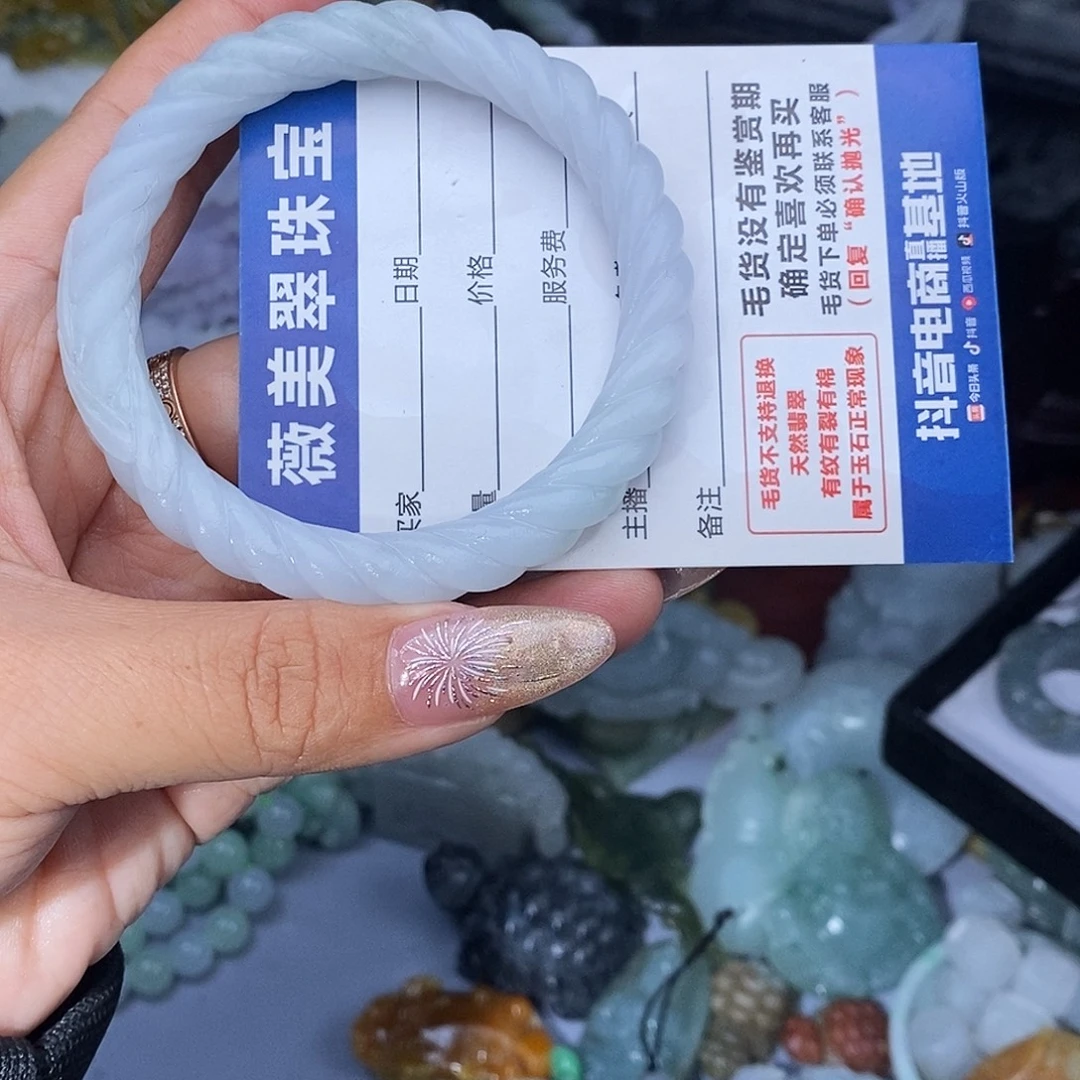 薇美翠珠宝
日期
价格
服务费
买家
量
主播
备注
毛货没有鉴赏期
确定喜欢再买
毛货下单必须联系客服
（回复“确认抛光”）
毛货不支持退换
天然翡翠
有纹有裂有棉
属于玉石正常现象
抖音电商直播基地
今日头条 抖音 西瓜视频 抖音火山版